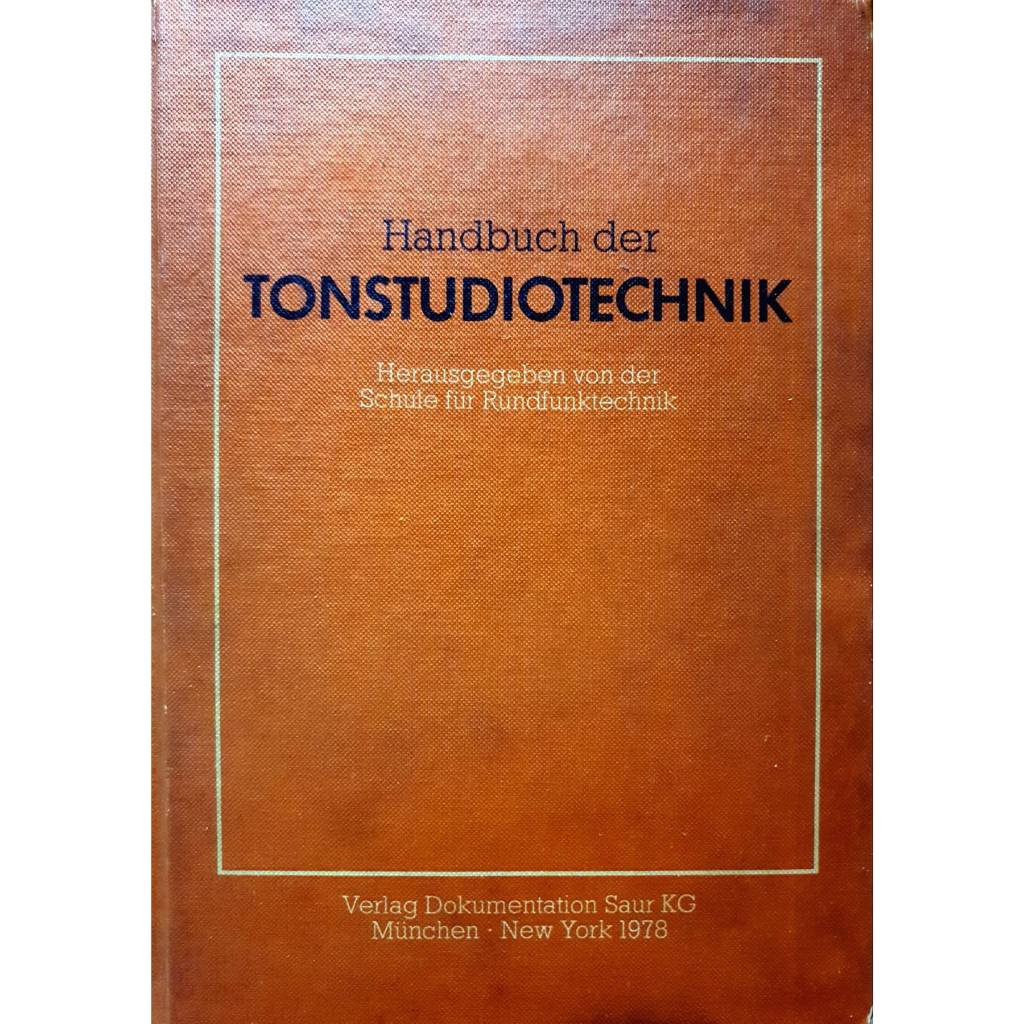 Handbuch der
TONSTUDIOTECHNIK
Herausgegeben von der
Schule für Rundfunktechnik
Verlag Dokumentation Saur KG
München · New York 1978